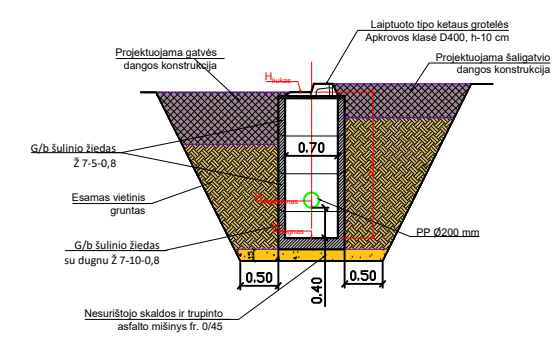 Laiptuoto tipo ketaus grotelės
Apkrovos klasė D400, h-10 cm
Projektuojama gatvės
dangos konstrukcija
Projektuojama šaligatvio
dangos konstrukcija
Hliukas
G/b šulinio žiedas
Ž 7-5-0,8
0.70
Esamas vietinis
gruntas
PP Ø200 mm
G/b šulinio žiedas
su dugnu Ž 7-10-0,8
dugnas
0.50
0.40
0.50
Nesurištojo skaldos ir trupinto
asfalto mišinys fr. 0/45